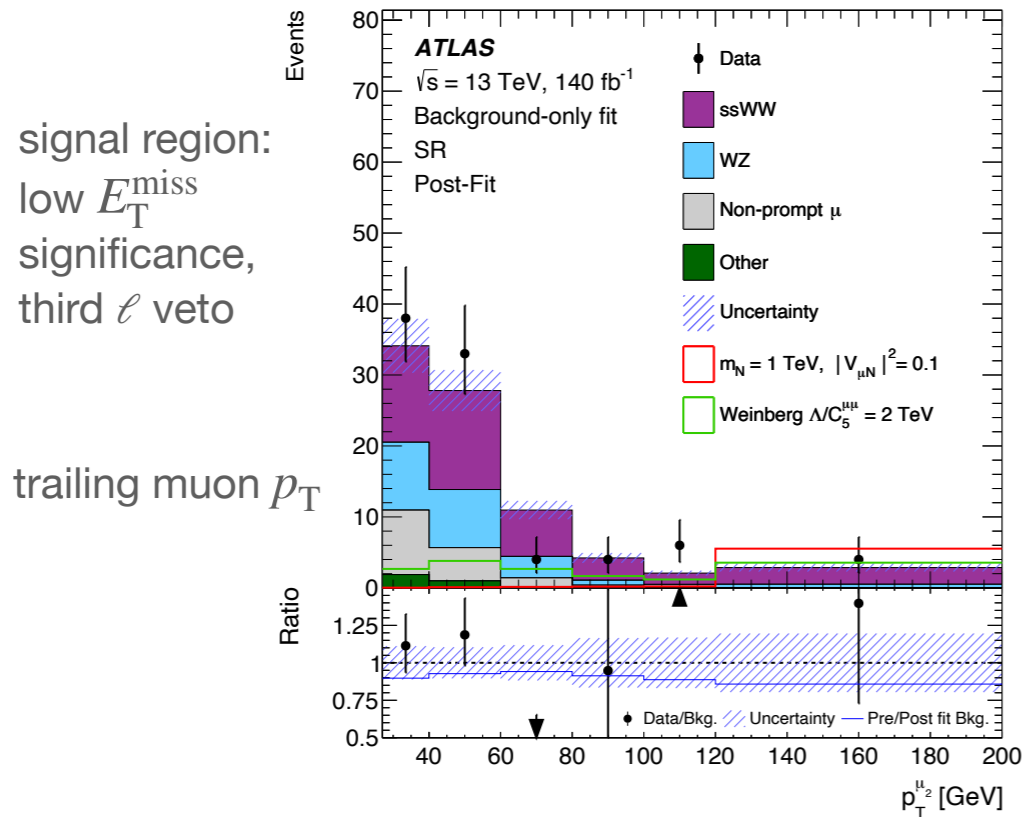 signal region:
low E_T^miss
significance,
third ℓ veto
trailing muon p_T
Events
80
70
60
50
40
30
20
10
0
ATLAS
√s = 13 TeV, 140 fb⁻¹
Background-only fit
SR
Post-Fit
Data
ssWW
WZ
Non-prompt μ
Other
Uncertainty
m_N = 1 TeV, |V_μN|² = 0.1
Weinberg Λ/C_5^μμ = 2 TeV
Ratio
1.25
1
0.75
0.5
Data/Bkg. Uncertainty Pre/Post fit Bkg.
40 60 80 100 120 140 160 180 200
p_T^μ₂ [GeV]